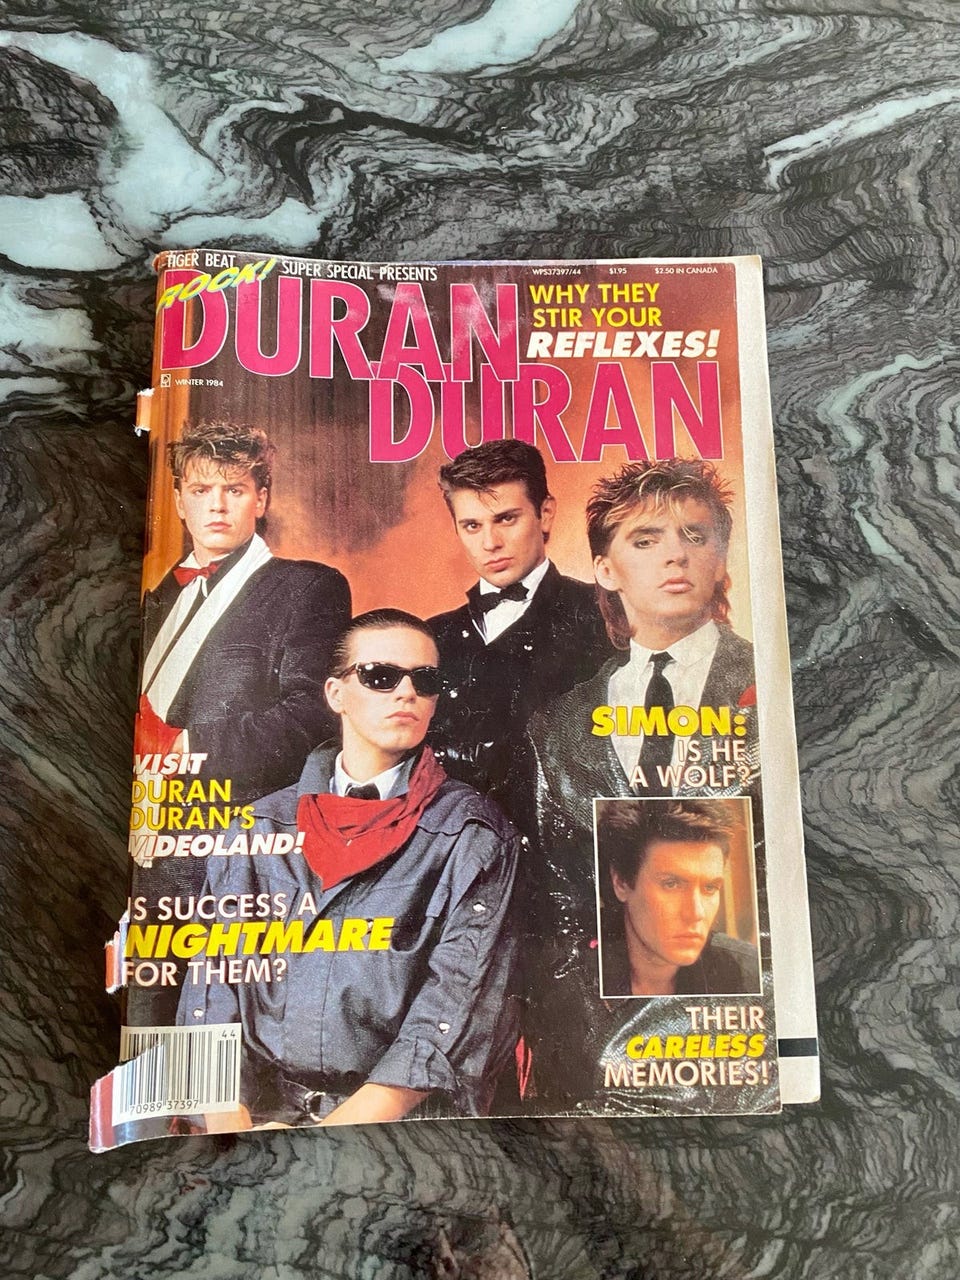 TIGER BEAT
ROCK! SUPER SPECIAL PRESENTS
WPS37397/44 $1.95 $2.50 IN CANADA
DURAN
DURAN
WHY THEY
STIR YOUR
REFLEXES!
WINTER 1984
SIMON:
IS HE
A WOLF?
VISIT
DURAN
DURAN'S
VIDEOLAND!
IS SUCCESS A
NIGHTMARE
FOR THEM?
THEIR
CARELESS
MEMORIES!
44
70989 37397